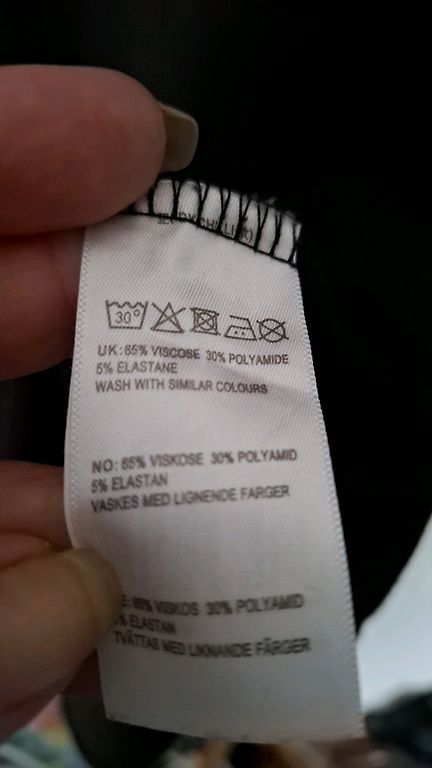 30°
UK: 65% VISCOSE 30% POLYAMIDE
5% ELASTANE
WASH WITH SIMILAR COLOURS
NO: 65% VISKOSE 30% POLYAMID
5% ELASTAN
VASKES MED LIGNENDE FARGER
65% VISKOS 30% POLYAMID
ELASTAN
TVÄTTAS MED LIKNANDE FÄRGER